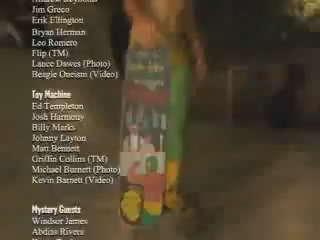 Jim Greco
Erik Ellington
Bryan Herman
Leo Romero
Flip (TM)
Lance Dawes (Photo)
Beagle Oneism (Video)
Toy Machine
Ed Templeton
Josh Harmony
Billy Marks
Johnny Layton
Matt Bennett
Griffin Collins (TM)
Michael Burnett (Photo)
Kevin Barnett (Video)
Mystery Guests
Windsor James
Abdias Rivera